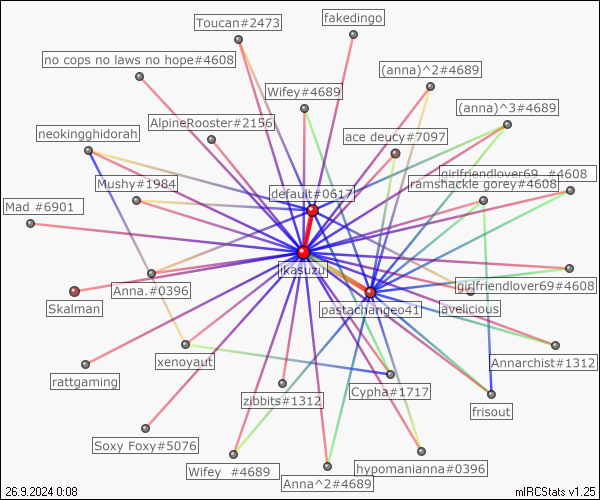 Toucan#2473
fakedingo
no cops no laws no hope#4608
(anna)^2#4689
Wifey#4689
(anna)^3#4689
AlpineRooster#2156
neokingghidorah
ace deucy#7097
girlfriendlover69_#4608
Mushy#1984
ramshackle gorey#4608
default#0617
Mad #6901
ikasuzu
Anna.#0396
girlfriendlover69#4608
Skalman
pastachangeo41
avelicious
xenoyaut
Annarchist#1312
rattgaming
Cypha#1717
zibbits#1312
frisout
Soxy Foxy#5076
Wifey  #4689
hypomanianna#0396
Anna^2#4689
26.9.2024 0:08
mIRCStats v1.25